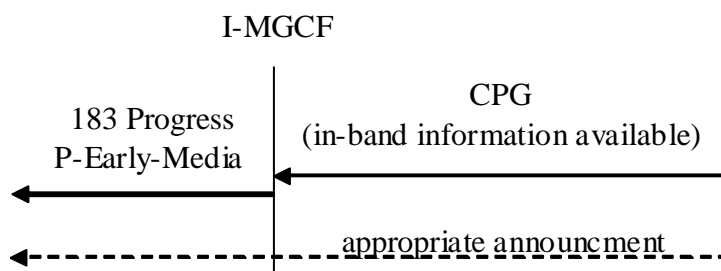 I-MGCF
183 Progress
P-Early-Media
CPG
(in-band information available)
appropriate announcment